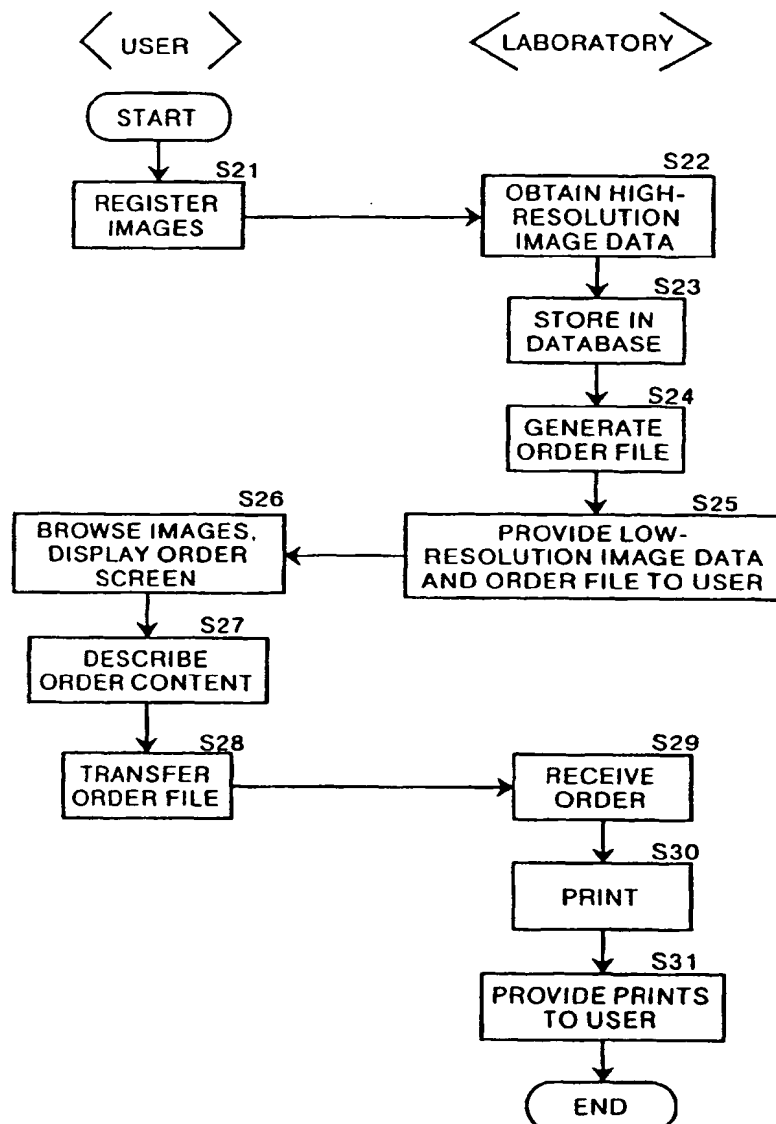 USER
LABORATORY
START
S21
REGISTER
IMAGES
S22
OBTAIN HIGH-
RESOLUTION
IMAGE DATA
S23
STORE IN
DATABASE
S24
GENERATE
ORDER FILE
S25
PROVIDE LOW-
RESOLUTION IMAGE DATA
AND ORDER FILE TO USER
S26
BROWSE IMAGES,
DISPLAY ORDER
SCREEN
S27
DESCRIBE
ORDER CONTENT
S28
TRANSFER
ORDER FILE
S29
RECEIVE
ORDER
S30
PRINT
S31
PROVIDE PRINTS
TO USER
END